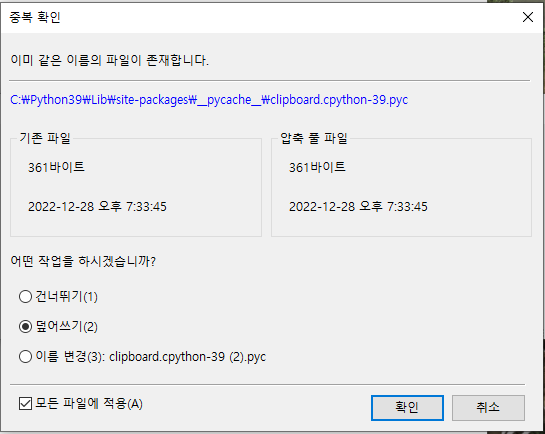 중복 확인
이미 같은 이름의 파일이 존재합니다.
C:₩Python39₩Lib₩site-packages₩__pycache__₩clipboard.cpython-39.pyc
기존 파일
361바이트
2022-12-28 오후 7:33:45
압축 풀 파일
361바이트
2022-12-28 오후 7:33:45
어떤 작업을 하시겠습니까?
건너뛰기(1)
덮어쓰기(2)
이름 변경(3): clipboard.cpython-39 (2).pyc
모든 파일에 적용(A)
확인
취소